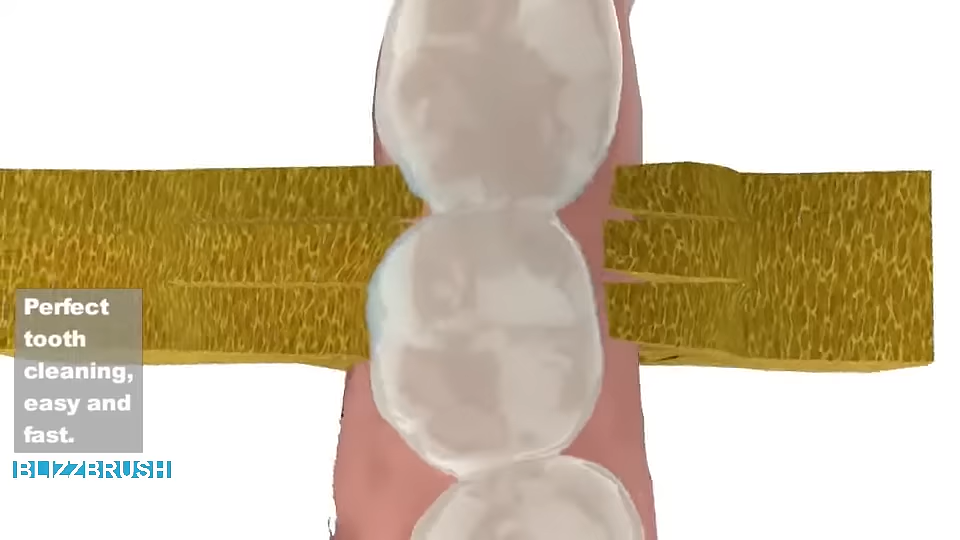 Perfect
tooth
cleaning,
easy and
fast.
BLIZZBRUSH